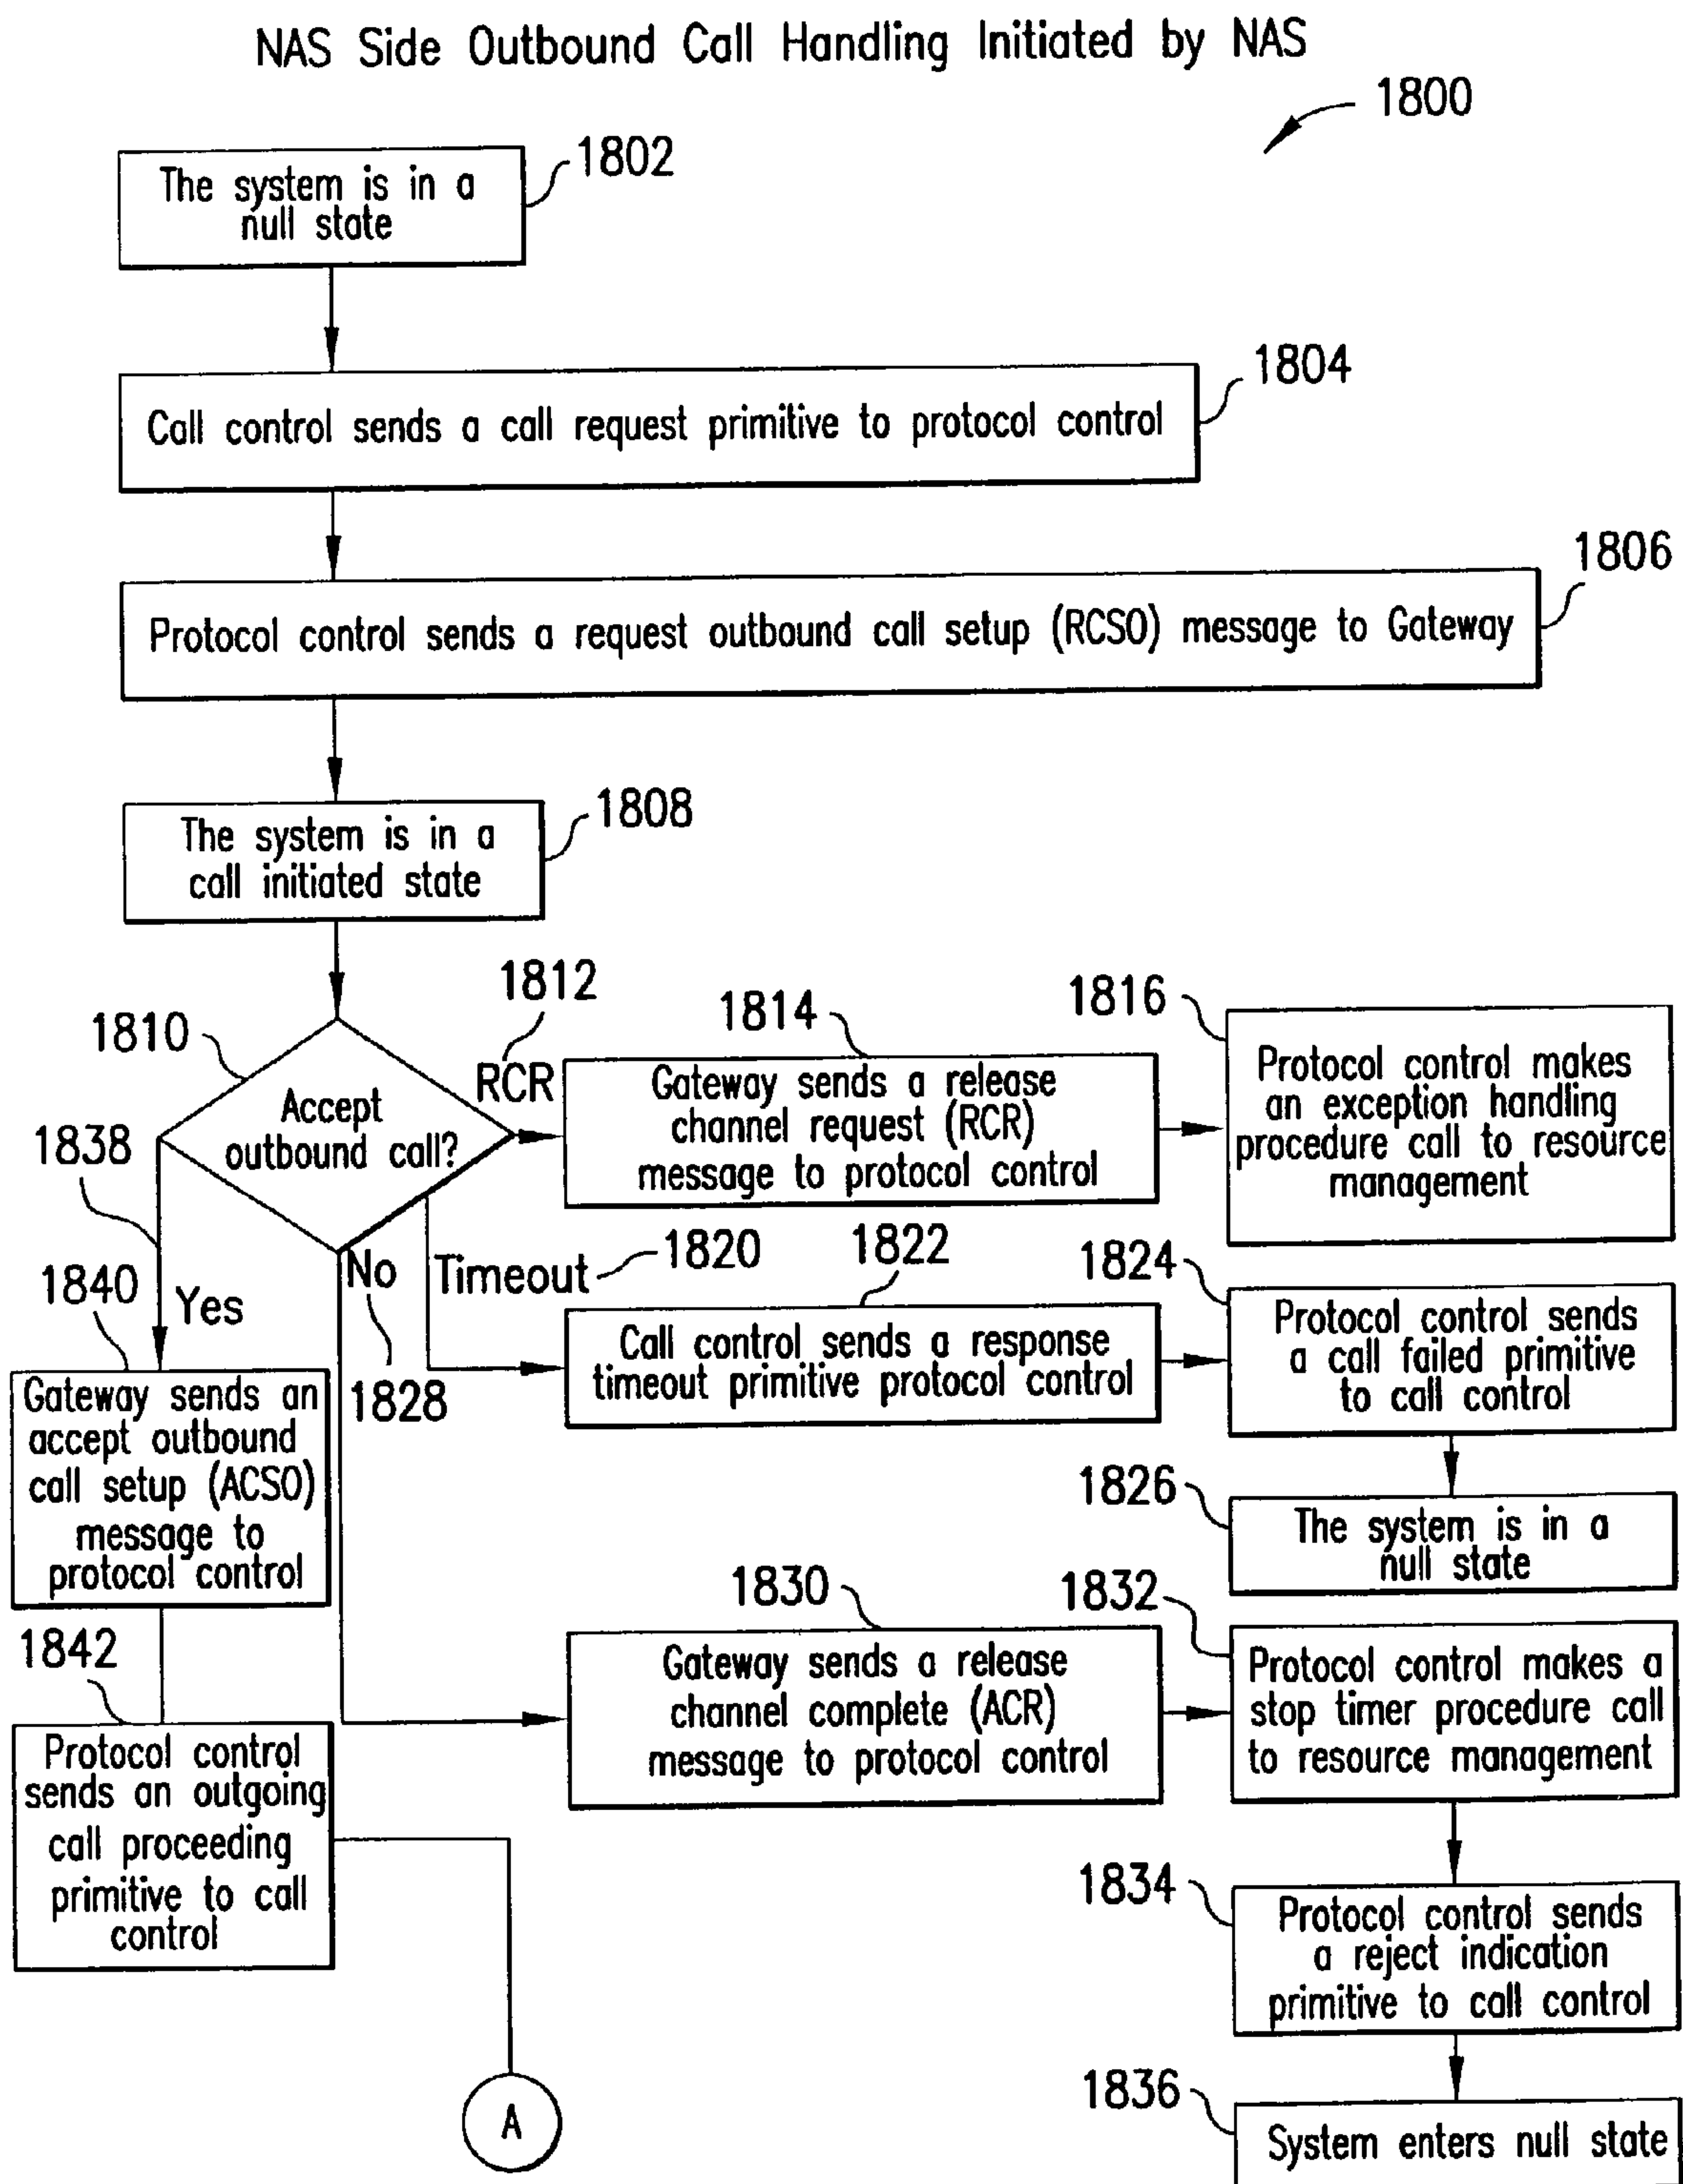 NAS Side Outbound Call Handling Initiated by NAS
1800
1802
The system is in a
null state
1804
Call control sends a call request primitive to protocol control
1806
Protocol control sends a request outbound call setup (RCSO) message to Gateway
1808
The system is in a
call initiated state
1810
Accept
outbound call?
1812
RCR
1814
Gateway sends a release
channel request (RCR)
message to protocol control
1816
Protocol control makes
an exception handling
procedure call to resource
management
Timeout
1820
1822
Call control sends a response
timeout primitive protocol control
1824
Protocol control sends
a call failed primitive
to call control
1826
The system is in a
null state
No
1828
1830
Gateway sends a release
channel complete (ACR)
message to protocol control
1832
Protocol control makes a
stop timer procedure call
to resource management
1834
Protocol control sends
a reject indication
primitive to call control
1836
System enters null state
1838
Yes
1840
Gateway sends an
accept outbound
call setup (ACSO)
message to
protocol control
1842
Protocol control
sends an outgoing
call proceeding
primitive to call
control
A